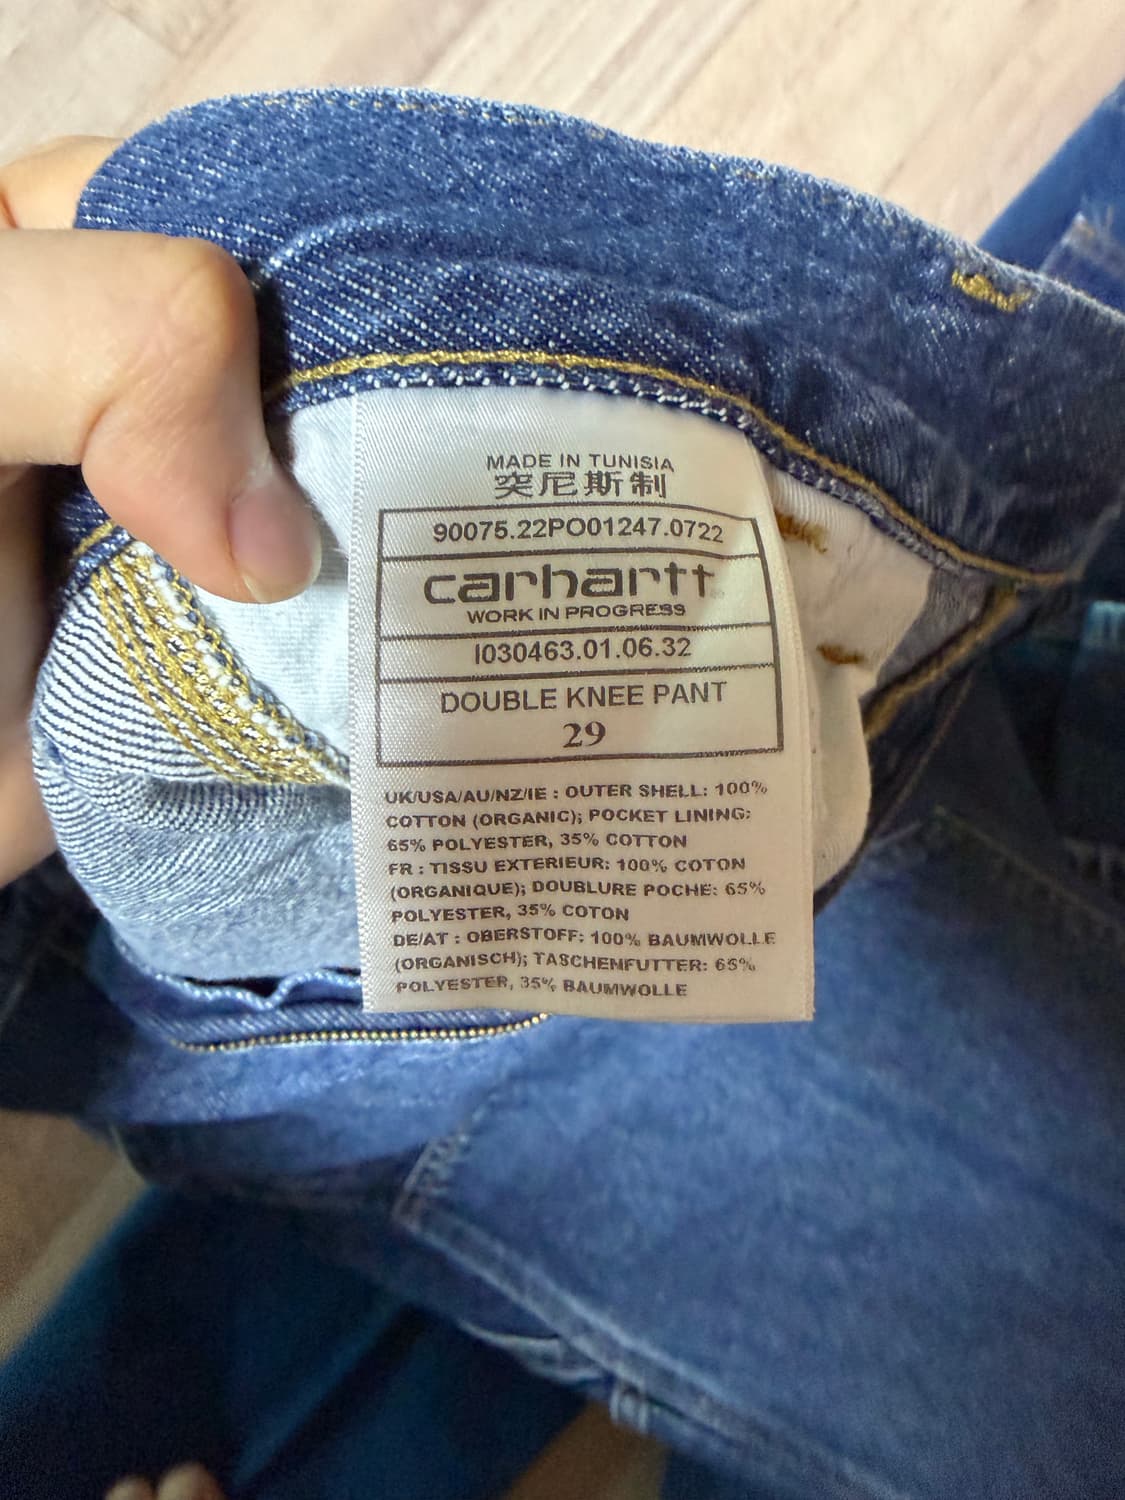 MADE IN TUNISIA
突尼斯制
90075.22PO01247.0722
carhartt
WORK IN PROGRESS
I030463.01.06.32
DOUBLE KNEE PANT
29
UK/USA/AU/NZ/IE : OUTER SHELL: 100%
COTTON (ORGANIC); POCKET LINING:
65% POLYESTER, 35% COTTON
FR : TISSU EXTERIEUR: 100% COTON
(ORGANIQUE); DOUBLURE POCHE: 65%
POLYESTER, 35% COTON
DE/AT : OBERSTOFF: 100% BAUMWOLLE
(ORGANISCH); TASCHENFUTTER: 65%
POLYESTER, 35% BAUMWOLLE